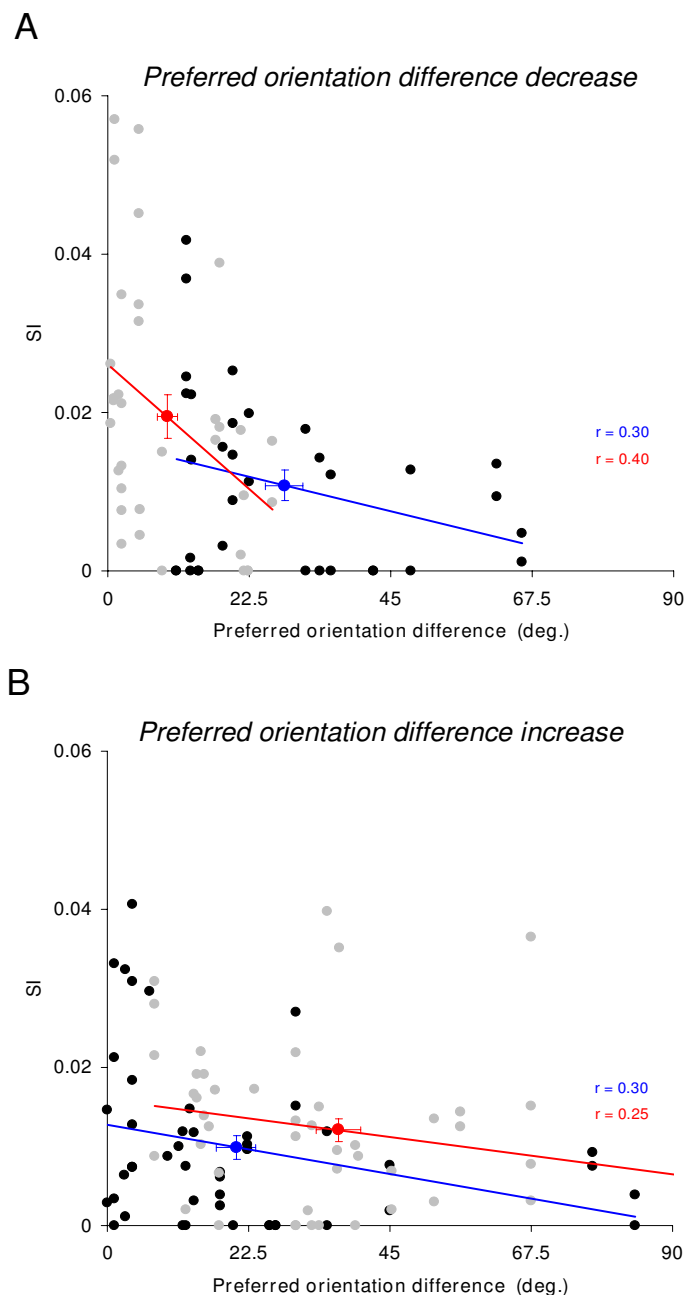 A
Preferred orientation difference decrease
0.06
0.04
SI
0.02
r = 0.30
r = 0.40
0
0 22.5 45 67.5 90
Preferred orientation difference (deg.)
B
Preferred orientation difference increase
0.06
0.04
SI
0.02
r = 0.30
r = 0.25
0
0 22.5 45 67.5 90
Preferred orientation difference (deg.)